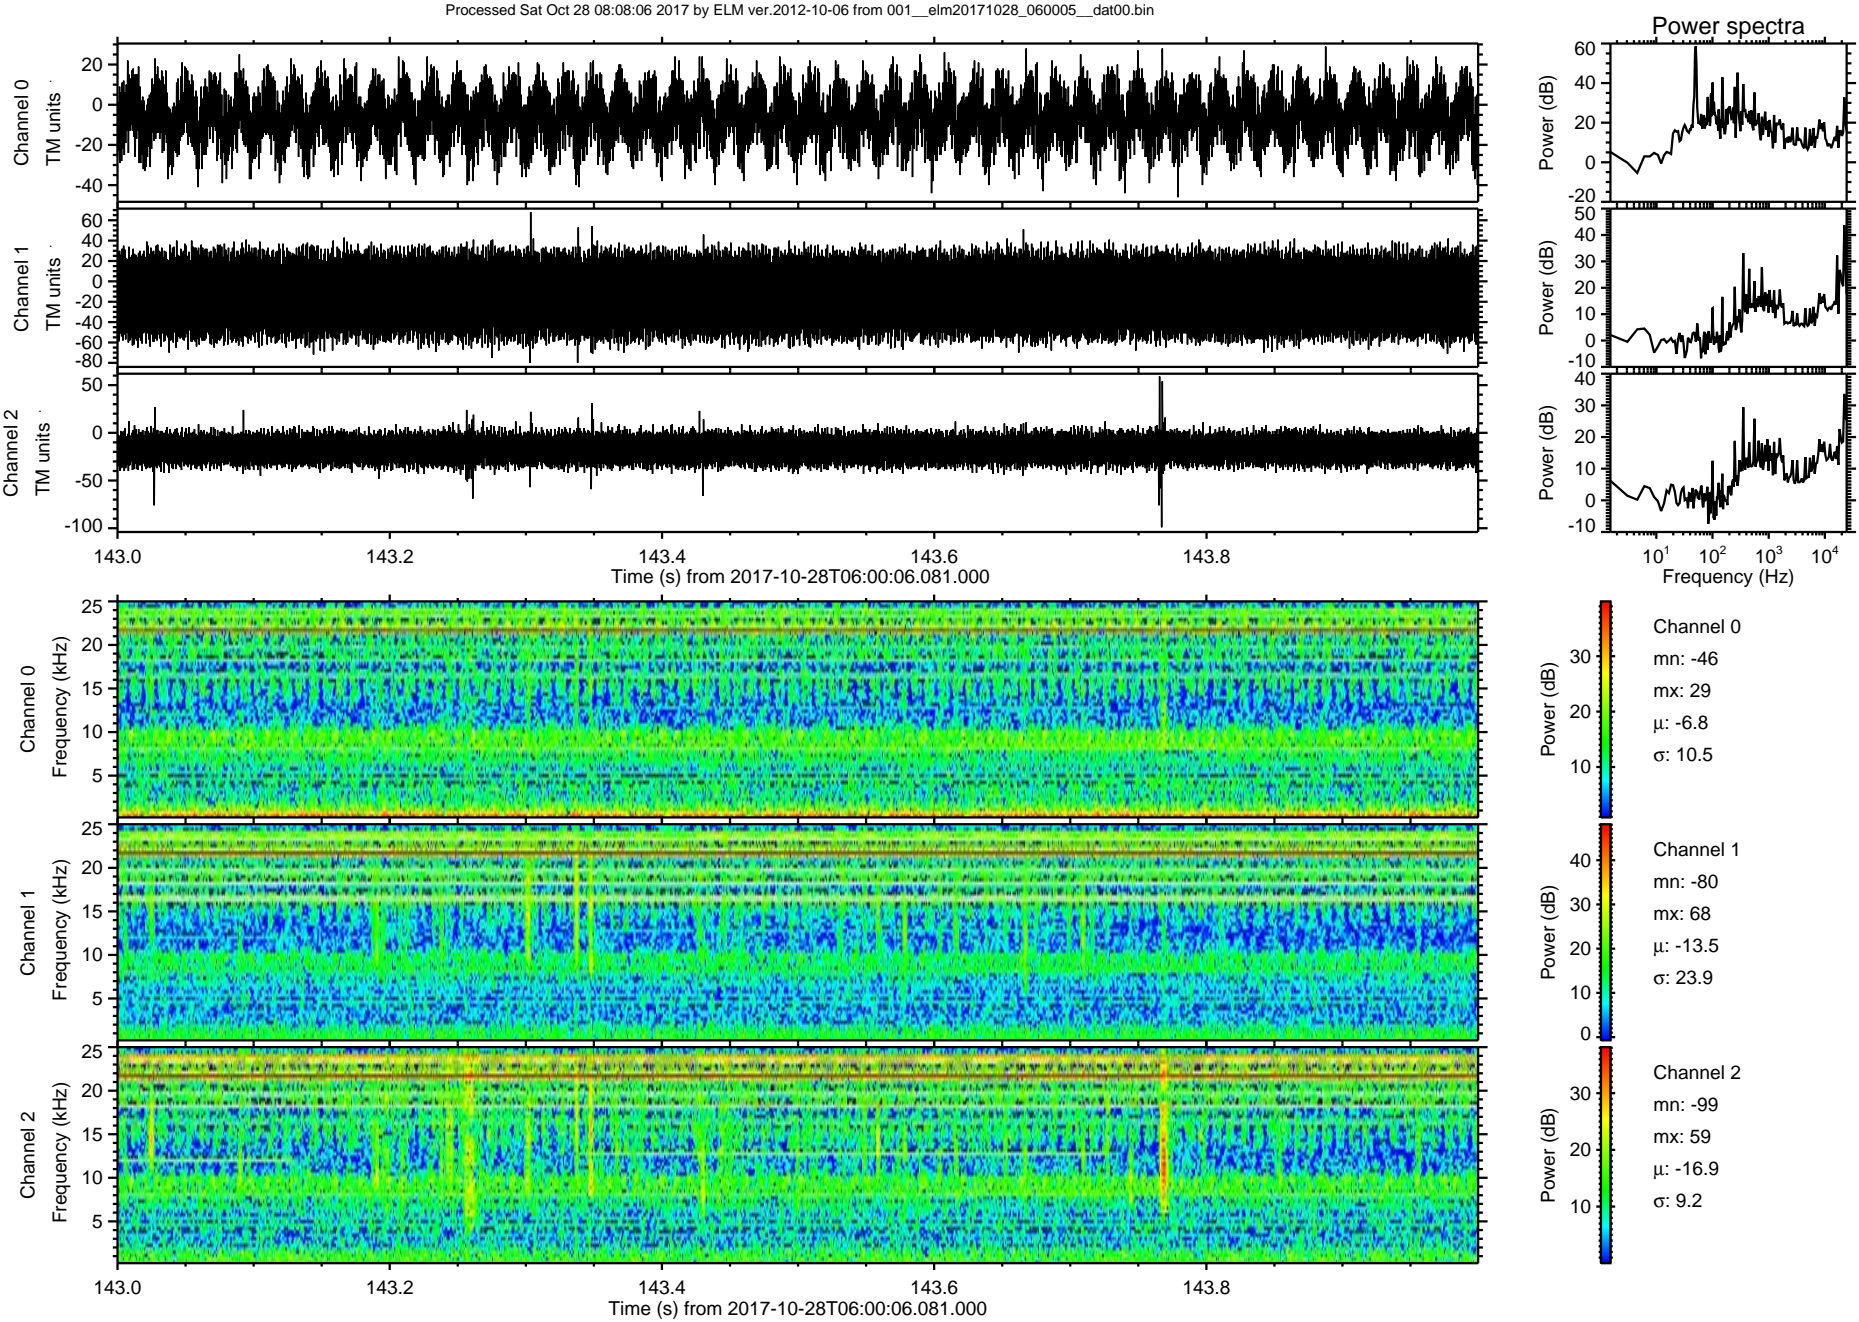 Processed Sat Oct 28 08:08:06 2017 by ELM ver.2012-10-06 from 001__elm20171028_060005__dat00.bin
Power spectra
Channel 0
TM units
20
0
-20
-40
Power (dB)
60
40
20
0
-20
Channel 1
TM units
60
40
20
0
-20
-40
-60
-80
Power (dB)
50
40
30
20
10
0
-10
Channel 2
TM units
50
0
-50
-100
Power (dB)
40
30
20
10
0
-10
143.0 143.2 143.4 143.6 143.8
Time (s) from 2017-10-28T06:00:06.081.000
10^1 10^2 10^3 10^4
Frequency (Hz)
Channel 0
Frequency (kHz)
25
20
15
10
5
Power (dB)
30
20
10
Channel 0
mn: -46
mx: 29
μ: -6.8
σ: 10.5
Channel 1
Frequency (kHz)
25
20
15
10
5
Power (dB)
40
30
20
10
0
Channel 1
mn: -80
mx: 68
μ: -13.5
σ: 23.9
Channel 2
Frequency (kHz)
25
20
15
10
5
Power (dB)
30
20
10
Channel 2
mn: -99
mx: 59
μ: -16.9
σ: 9.2
143.0 143.2 143.4 143.6 143.8
Time (s) from 2017-10-28T06:00:06.081.000